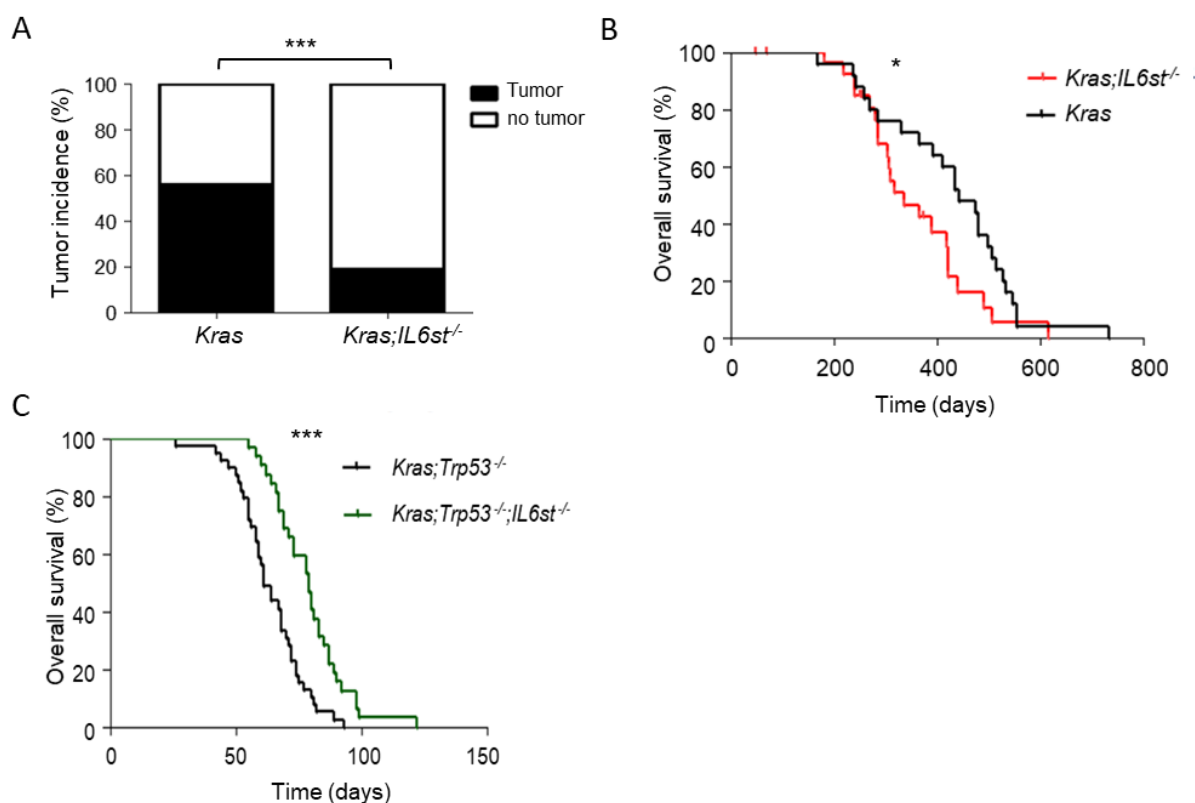 A
***
Tumor incidence (%)
100
80
60
40
20
0
Tumor
no tumor
Kras
Kras;IL6st-/-
B
*
Overall survival (%)
100
80
60
40
20
0
0 200 400 600 800
Time (days)
Kras;IL6st-/-
Kras
C
***
Overall survival (%)
100
80
60
40
20
0
0 50 100 150
Time (days)
Kras;Trp53-/-
Kras;Trp53-/-;IL6st-/-